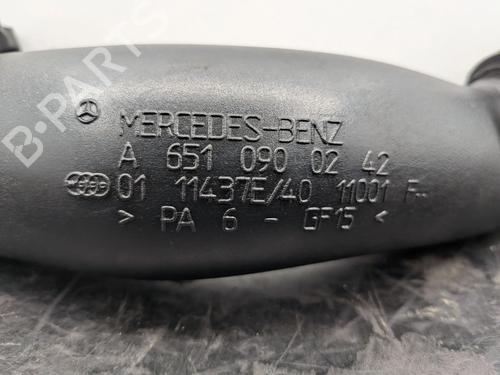 B-PARTS
MERCEDES-BENZ
A 651 090 02 42
01 11437E/40 11001 F..
> PA 6 - GF15 <